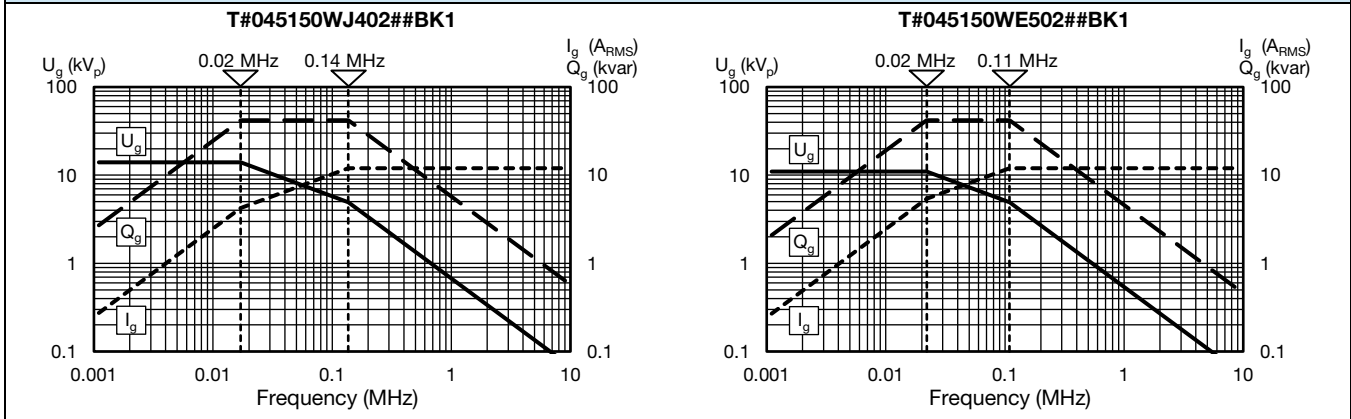 T#045150WJ402##BK1
U_g (kV_p)
0.02 MHz
0.14 MHz
I_g (A_RMS)
Q_g (kvar)
100
10
1
0.1
U_g
Q_g
I_g
100
10
1
0.1
0.001
0.01
0.1
1
10
Frequency (MHz)
T#045150WE502##BK1
U_g (kV_p)
0.02 MHz
0.11 MHz
I_g (A_RMS)
Q_g (kvar)
100
10
1
0.1
U_g
Q_g
I_g
100
10
1
0.1
0.001
0.01
0.1
1
10
Frequency (MHz)